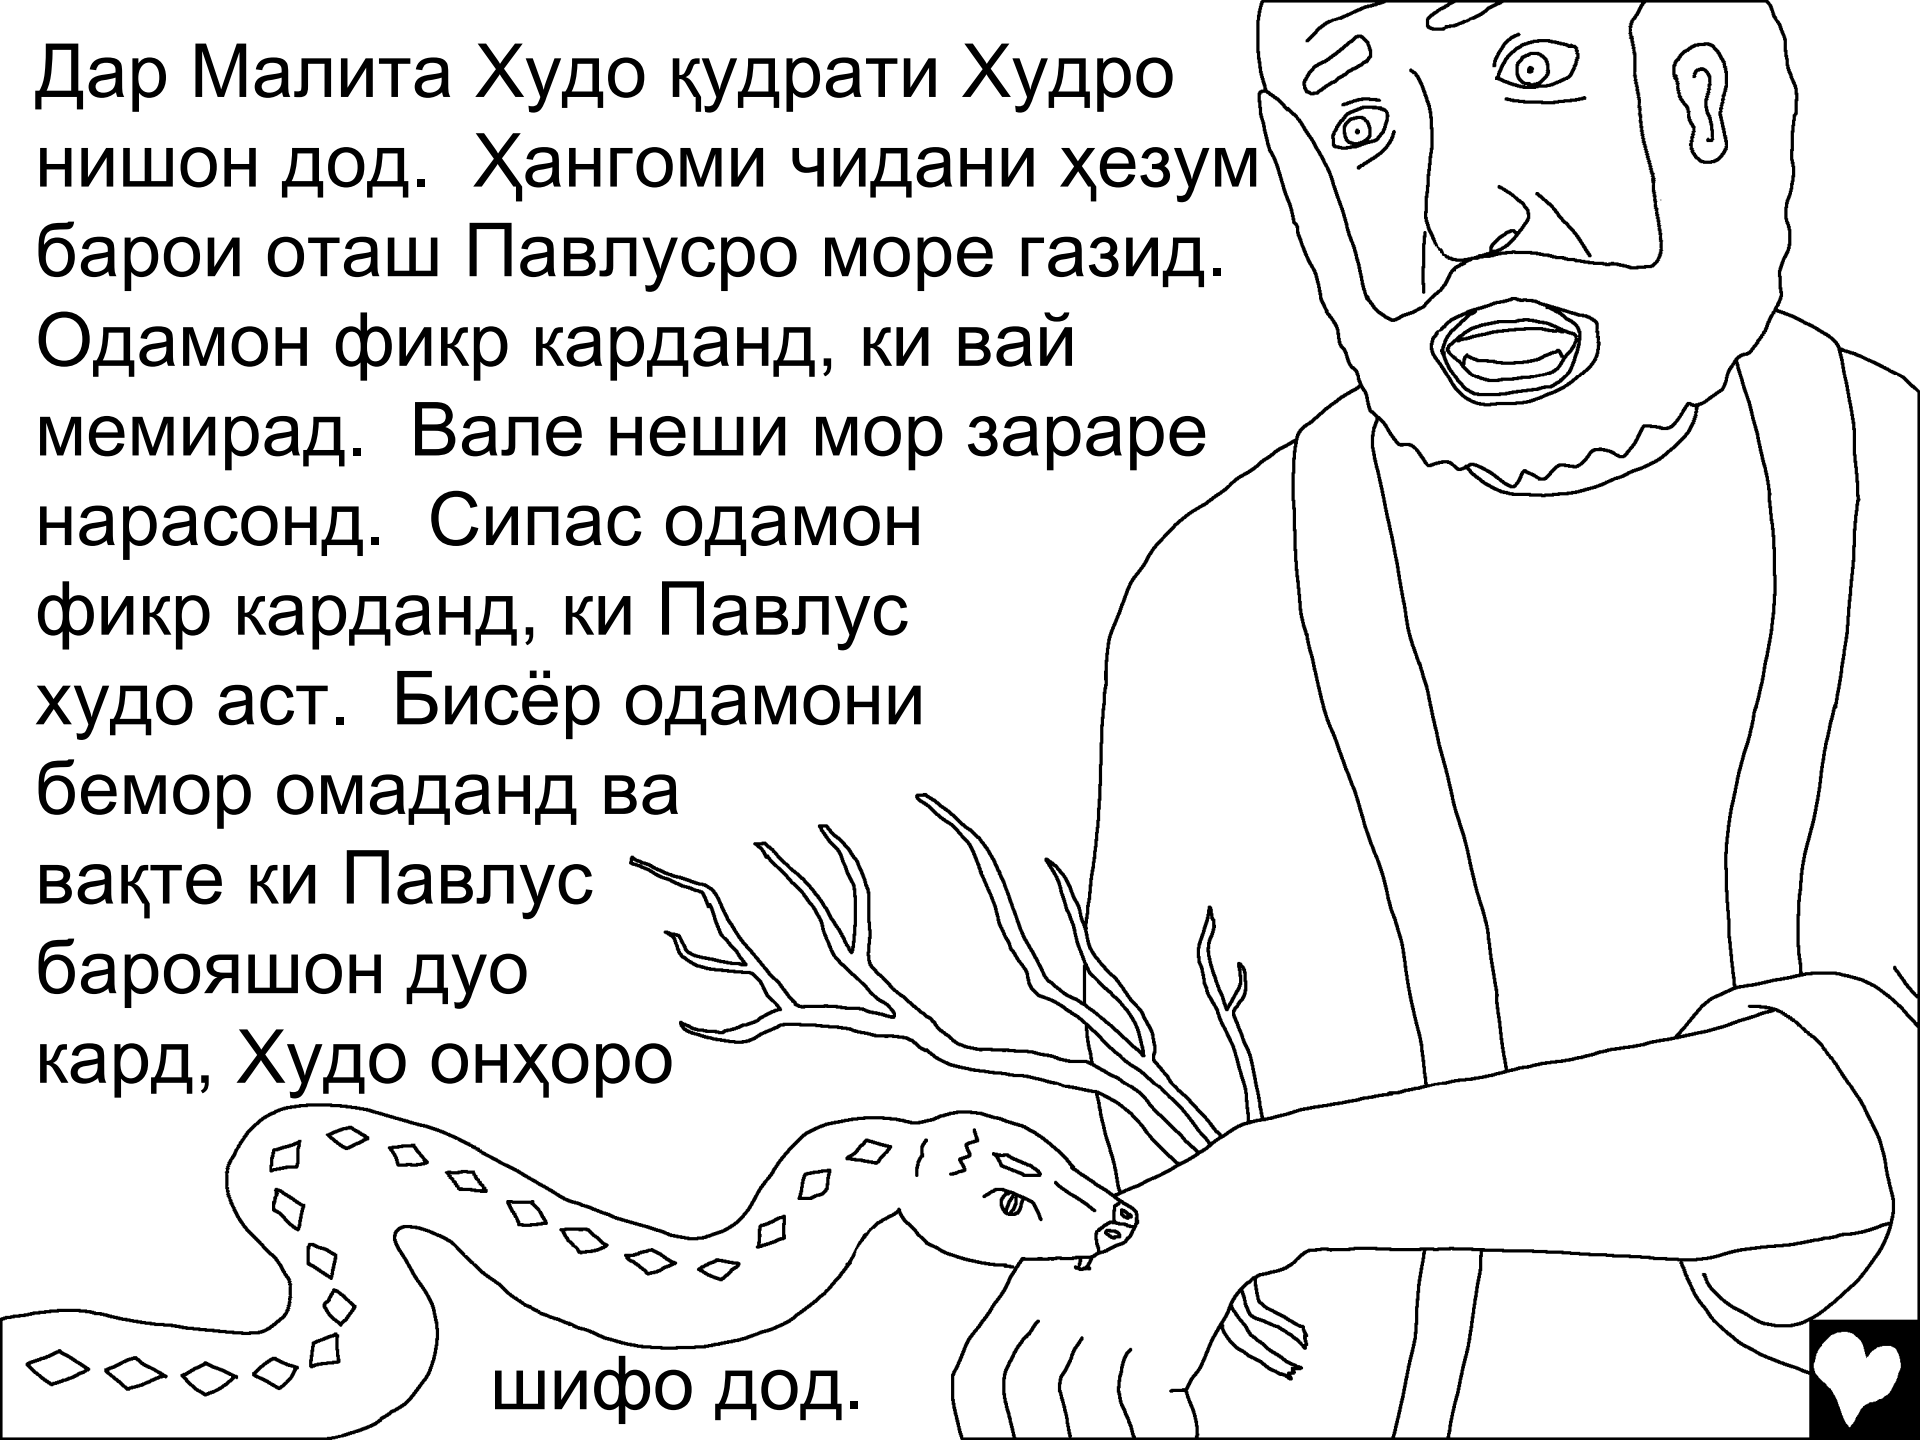 Дар Малита Худо қудрати Худро
нишон дод. Ҳангоми чидани ҳезум
барои оташ Павлусро море газид.
Одамон фикр карданд, ки вай
мемирад. Вале неши мор зараре
нарасонд. Сипас одамон
фикр карданд, ки Павлус
худо аст. Бисёр одамони
бемор омаданд ва
вақте ки Павлус
барояшон дуо
кард, Худо онҳоро
шифо дод.